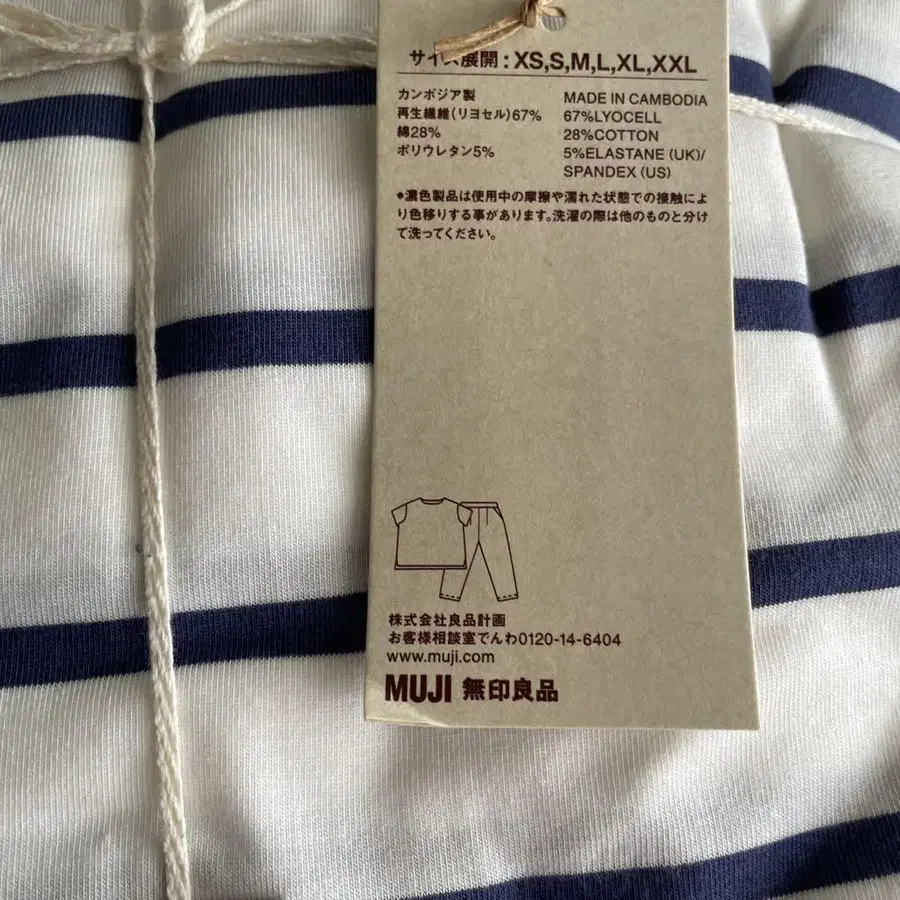 サイズ展開：XS,S,M,L,XL,XXL
カンボジア製
再生繊維（リヨセル）67%
綿28%
ポリウレタン5%
MADE IN CAMBODIA
67%LYOCELL
28%COTTON
5%ELASTANE (UK)/
SPANDEX (US)
●濃色製品は使用中の摩擦や濡れた状態での接触によ
り色移りする事があります。洗濯の際は他のものと分け
て洗ってください。
株式会社良品計画
お客様相談室でんわ0120-14-6404
www.muji.com
MUJI 無印良品